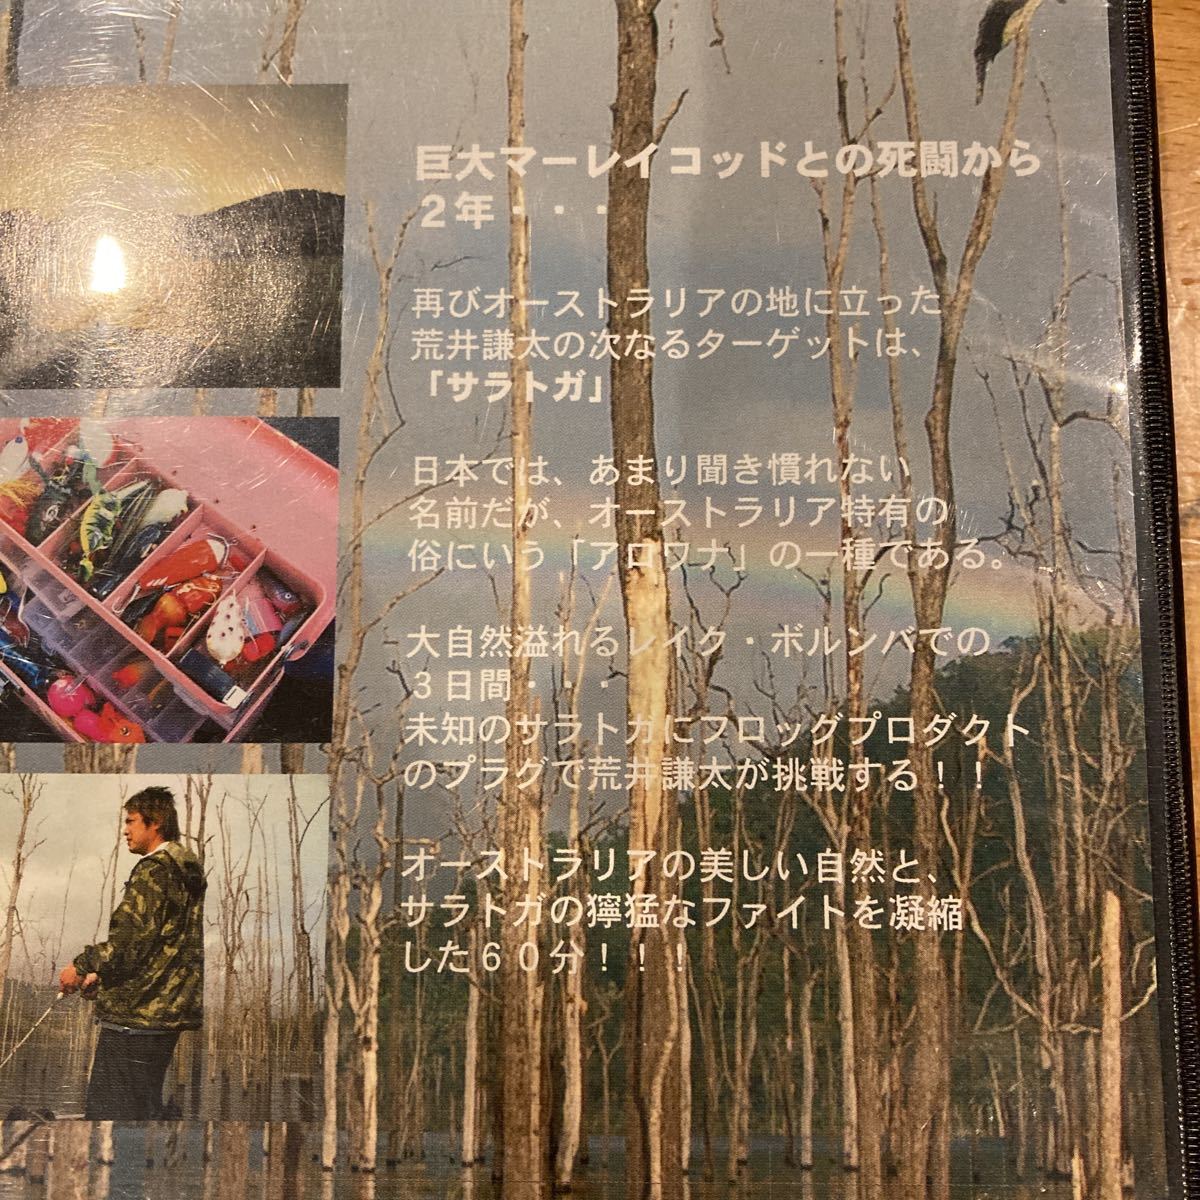 巨大マーレイコッドとの死闘から
２年・・・
再びオーストラリアの地に立った
荒井謙太の次なるターゲットは、
「サラトガ」
日本では、あまり聞き慣れない
名前だが、オーストラリア特有の
俗にいう「アロワナ」の一種である。
大自然溢れるレイク・ボルンバでの
３日間・・・
未知のサラトガにフロッグプロダクト
のプラグで荒井謙太が挑戦する！！
オーストラリアの美しい自然と、
サラトガの獰猛なファイトを凝縮
した６０分！！！